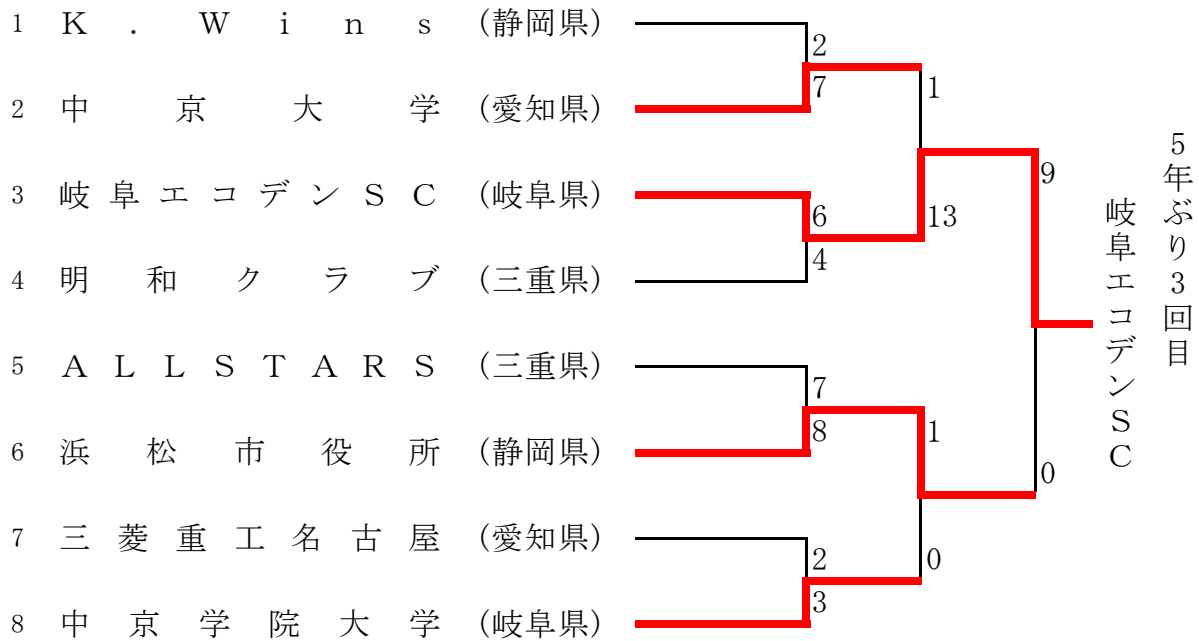 1 K.Wins (静岡県)
2
7
1
2 中京大学 (愛知県)
9
3 岐阜エコデンSC (岐阜県)
6
13
4
4 明和クラブ (三重県)
5 ALLSTARS (三重県)
7
8
1
6 浜松市役所 (静岡県)
0
7 三菱重工名古屋 (愛知県)
2
0
3
8 中京学院大学 (岐阜県)
5年ぶり3回目
岐阜エコデンSC